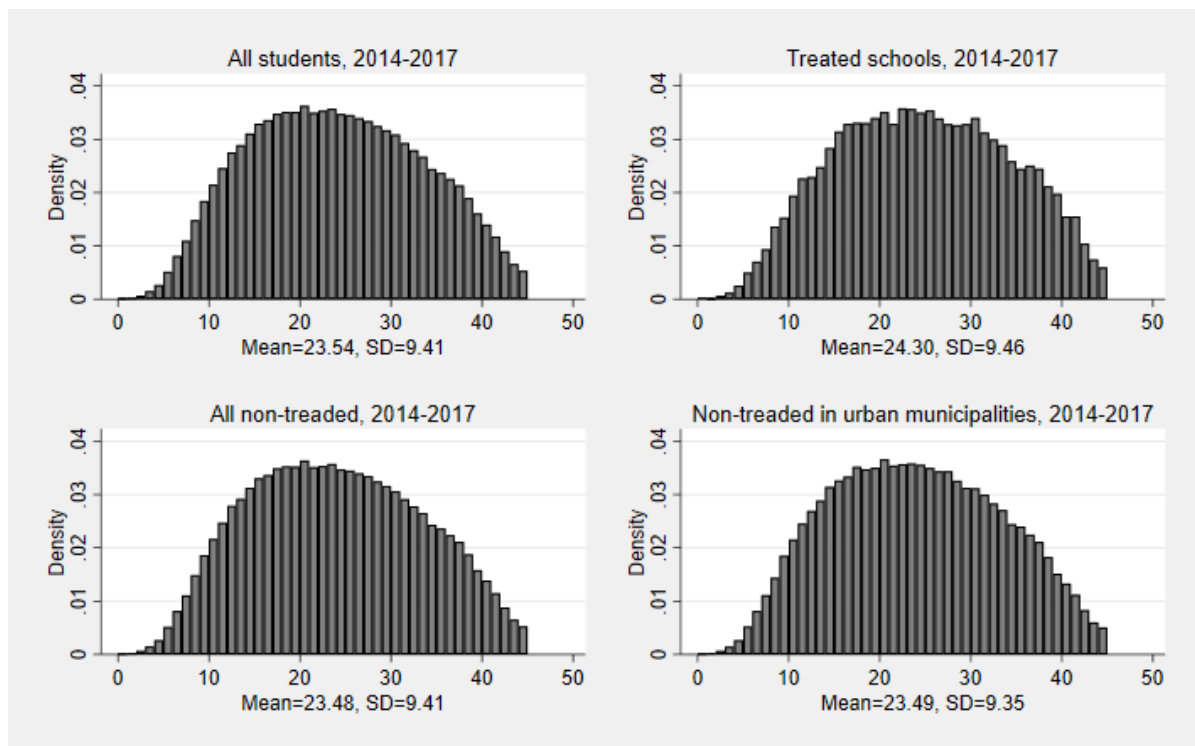 All students, 2014-2017
Density
0 .01 .02 .03 .04
0 10 20 30 40 50
Mean=23.54, SD=9.41
Treated schools, 2014-2017
Density
0 .01 .02 .03 .04
0 10 20 30 40 50
Mean=24.30, SD=9.46
All non-treaded, 2014-2017
Density
0 .01 .02 .03 .04
0 10 20 30 40 50
Mean=23.48, SD=9.41
Non-treaded in urban municipalities, 2014-2017
Density
0 .01 .02 .03 .04
0 10 20 30 40 50
Mean=23.49, SD=9.35